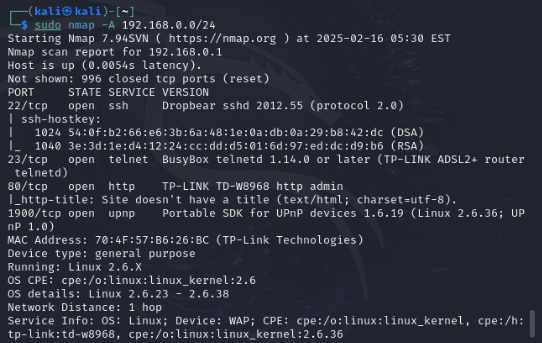 ┌──(kali㉿kali)-[~]
└─$ sudo nmap -A 192.168.0.0/24
Starting Nmap 7.94SVN ( https://nmap.org ) at 2025-02-16 05:30 EST
Nmap scan report for 192.168.0.1
Host is up (0.0054s latency).
Not shown: 996 closed tcp ports (reset)
PORT     STATE SERVICE VERSION
22/tcp   open  ssh     Dropbear sshd 2012.55 (protocol 2.0)
| ssh-hostkey:
|   1024 54:0f:b2:66:e6:3b:6a:48:1e:0a:db:0a:29:b8:42:dc (DSA)
|_  1040 3e:3d:1e:d4:12:24:cc:dd:d5:01:6d:97:ed:dc:d9:b6 (RSA)
23/tcp   open  telnet  BusyBox telnetd 1.14.0 or later (TP-LINK ADSL2+ router
 telnetd)
80/tcp   open  http    TP-LINK TD-W8968 http admin
|_http-title: Site doesn't have a title (text/html; charset=utf-8).
1900/tcp open  upnp    Portable SDK for UPnP devices 1.6.19 (Linux 2.6.36; UP
nP 1.0)
MAC Address: 70:4F:57:B6:26:BC (TP-Link Technologies)
Device type: general purpose
Running: Linux 2.6.X
OS CPE: cpe:/o:linux:linux_kernel:2.6
OS details: Linux 2.6.23 - 2.6.38
Network Distance: 1 hop
Service Info: OS: Linux; Device: WAP; CPE: cpe:/o:linux:linux_kernel, cpe:/h:
tp-link:td-w8968, cpe:/o:linux:linux_kernel:2.6.36